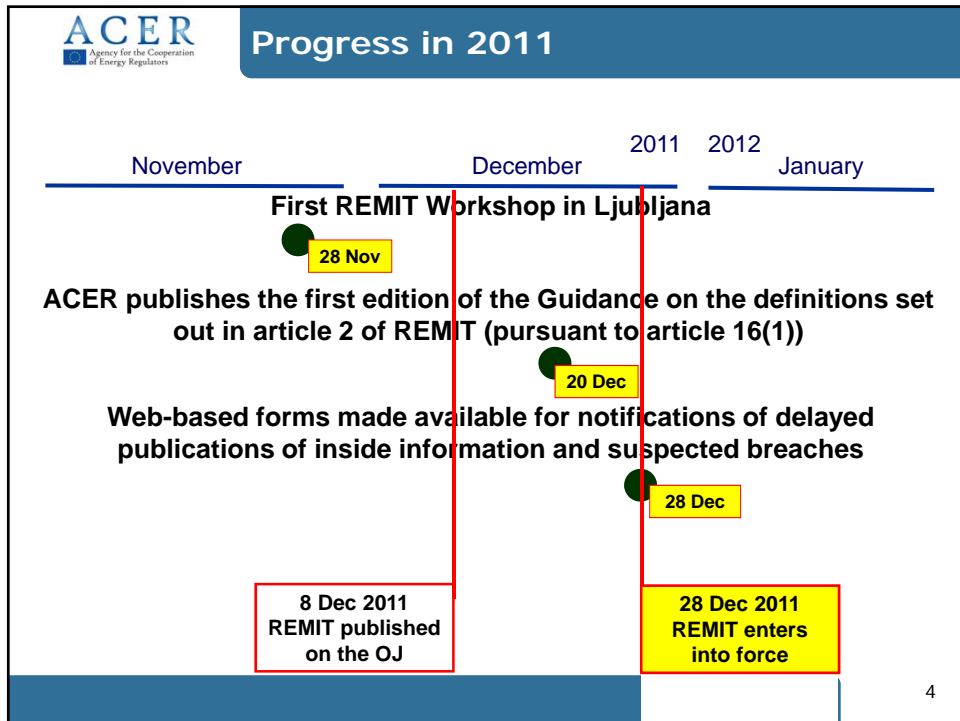 ACER
Agency for the Cooperation
of Energy Regulators
Progress in 2011
2011 2012
November December January
First REMIT Workshop in Ljubljana
28 Nov
ACER publishes the first edition of the Guidance on the definitions set
out in article 2 of REMIT (pursuant to article 16(1))
20 Dec
Web-based forms made available for notifications of delayed
publications of inside information and suspected breaches
28 Dec
8 Dec 2011
REMIT published
on the OJ
28 Dec 2011
REMIT enters
into force
4